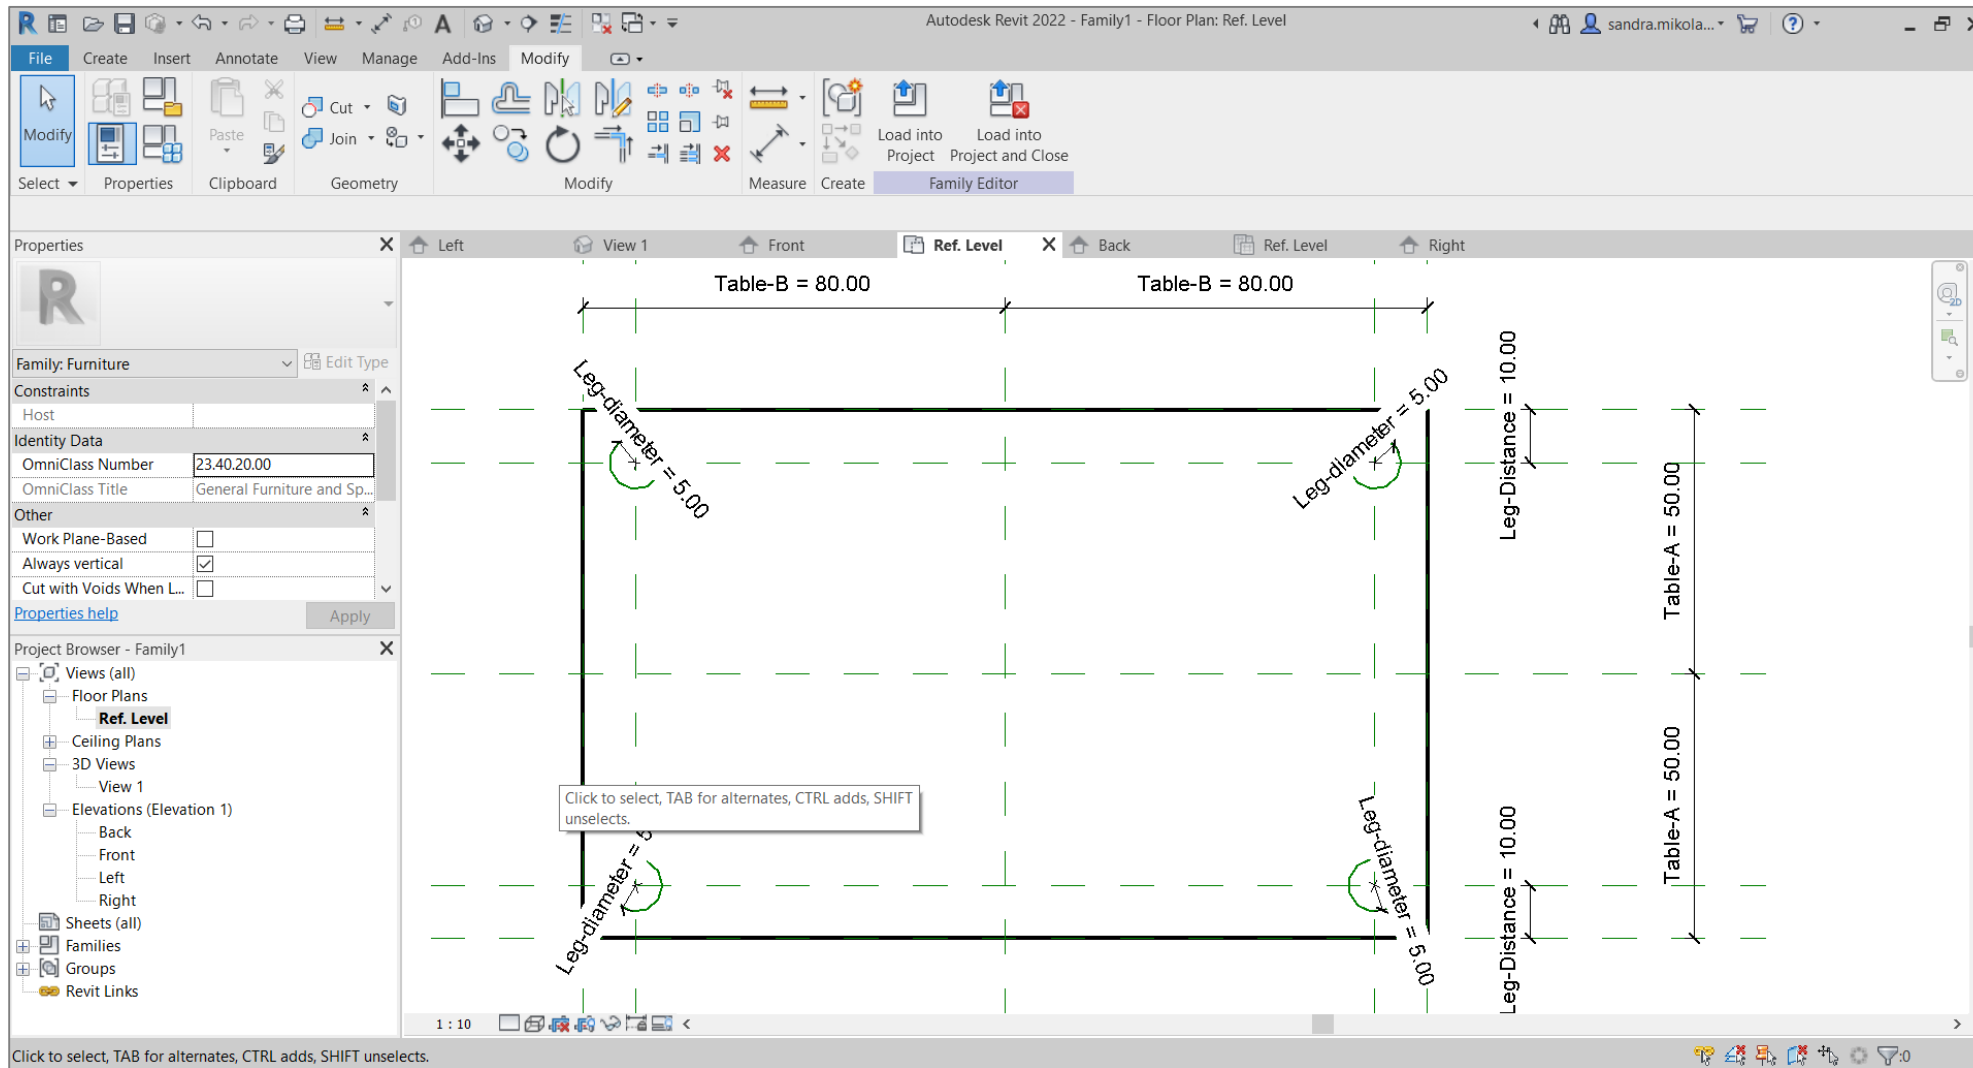 Autodesk Revit 2022 - Family1 - Floor Plan: Ref. Level
sandra.mikola...
File Create Insert Annotate View Manage Add-Ins Modify
Modify
Paste
Cut
Join
Load into Project
Load into Project and Close
Select Properties Clipboard Geometry Modify Measure Create Family Editor
Properties
Left View 1 Front Ref. Level Back Ref. Level Right
Family: Furniture
Edit Type
Constraints
Host
Identity Data
OmniClass Number 23.40.20.00
OmniClass Title General Furniture and Sp...
Other
Work Plane-Based
Always vertical
Cut with Voids When L...
Properties help
Apply
Project Browser - Family1
Views (all)
Floor Plans
Ref. Level
Ceiling Plans
3D Views
View 1
Elevations (Elevation 1)
Back
Front
Left
Right
Sheets (all)
Families
Groups
Revit Links
Table-B = 80.00
Table-B = 80.00
Leg-diameter = 5.00
Leg-diameter = 5.00
Leg-Distance = 10.00
Table-A = 50.00
Click to select, TAB for alternates, CTRL adds, SHIFT
unselects.
Leg-diameter = 5
Leg-diameter = 5.00
Leg-Distance = 10.00
Table-A = 50.00
2D
1 : 10
Click to select, TAB for alternates, CTRL adds, SHIFT unselects.
:0